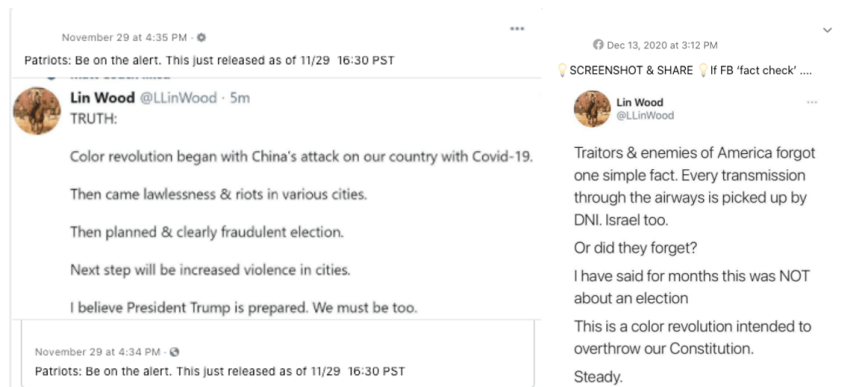 November 29 at 4:35 PM ·
Patriots: Be on the alert. This just released as of 11/29 16:30 PST
Lin Wood @LLinWood · 5m
TRUTH:
Color revolution began with China's attack on our country with Covid-19.
Then came lawlessness & riots in various cities.
Then planned & clearly fraudulent election.
Next step will be increased violence in cities.
I believe President Trump is prepared. We must be too.
November 29 at 4:34 PM ·
Patriots: Be on the alert. This just released as of 11/29 16:30 PST
Dec 13, 2020 at 3:12 PM
SCREENSHOT & SHARE If FB 'fact check' ....
Lin Wood
@LLinWood
Traitors & enemies of America forgot
one simple fact. Every transmission
through the airways is picked up by
DNI. Israel too.
Or did they forget?
I have said for months this was NOT
about an election
This is a color revolution intended to
overthrow our Constitution.
Steady.